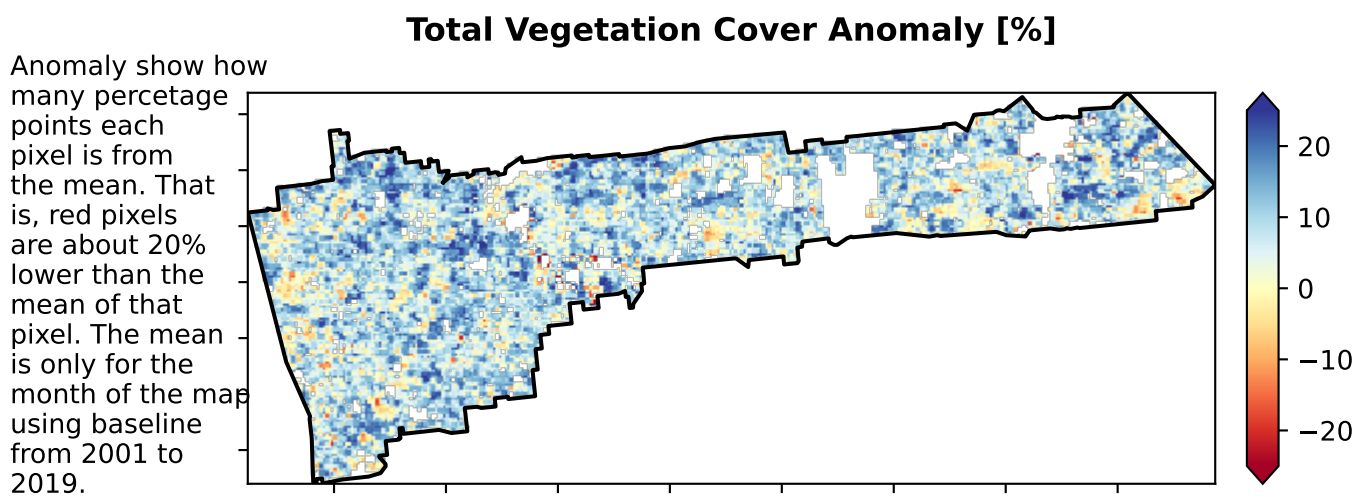 Total Vegetation Cover Anomaly [%]
Anomaly show how
many percetage
points each
pixel is from
the mean. That
is, red pixels
are about 20%
lower than the
mean of that
pixel. The mean
is only for the
month of the map
using baseline
from 2001 to
2019.
20
10
0
−10
−20